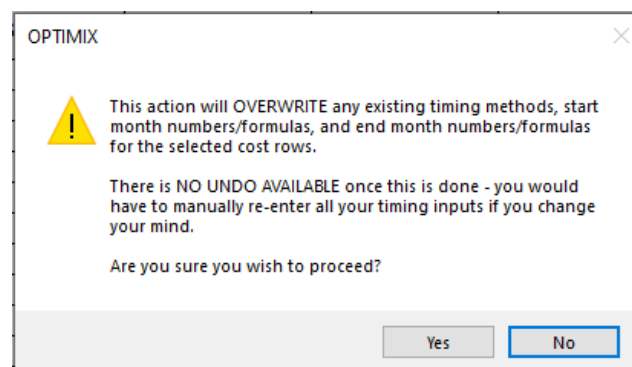 OPTIMIX
This action will OVERWRITE any existing timing methods, start
month numbers/formulas, and end month numbers/formulas
for the selected cost rows.
There is NO UNDO AVAILABLE once this is done - you would
have to manually re-enter all your timing inputs if you change
your mind.
Are you sure you wish to proceed?
Yes
No